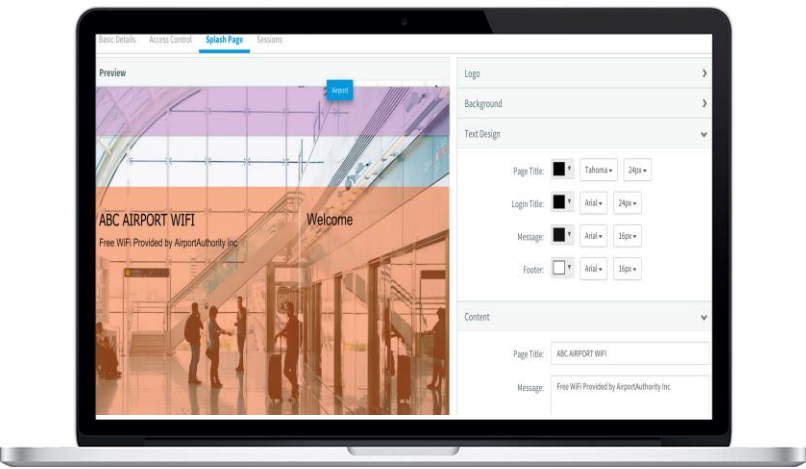 Basic Details Access Control Splash Page Sessions
Preview
Airport
ABC AIRPORT WIFI
Welcome
Free WiFi Provided by AirportAuthority Inc
Logo
Background
Text Design
Page Title: Tahoma 24px
Login Title: Arial 24px
Message: Arial 16px
Footer: Arial 16px
Content
Page Title: ABC AIRPORT WIFI
Message: Free WiFi Provided by AirportAuthority Inc